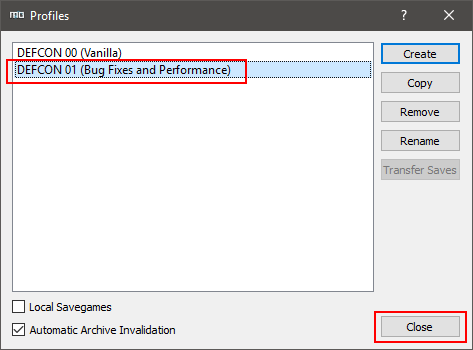 Profiles
DEFCON 00 (Vanilla)
DEFCON 01 (Bug Fixes and Performance)
Create
Copy
Remove
Rename
Transfer Saves
Local Savegames
Automatic Archive Invalidation
Close